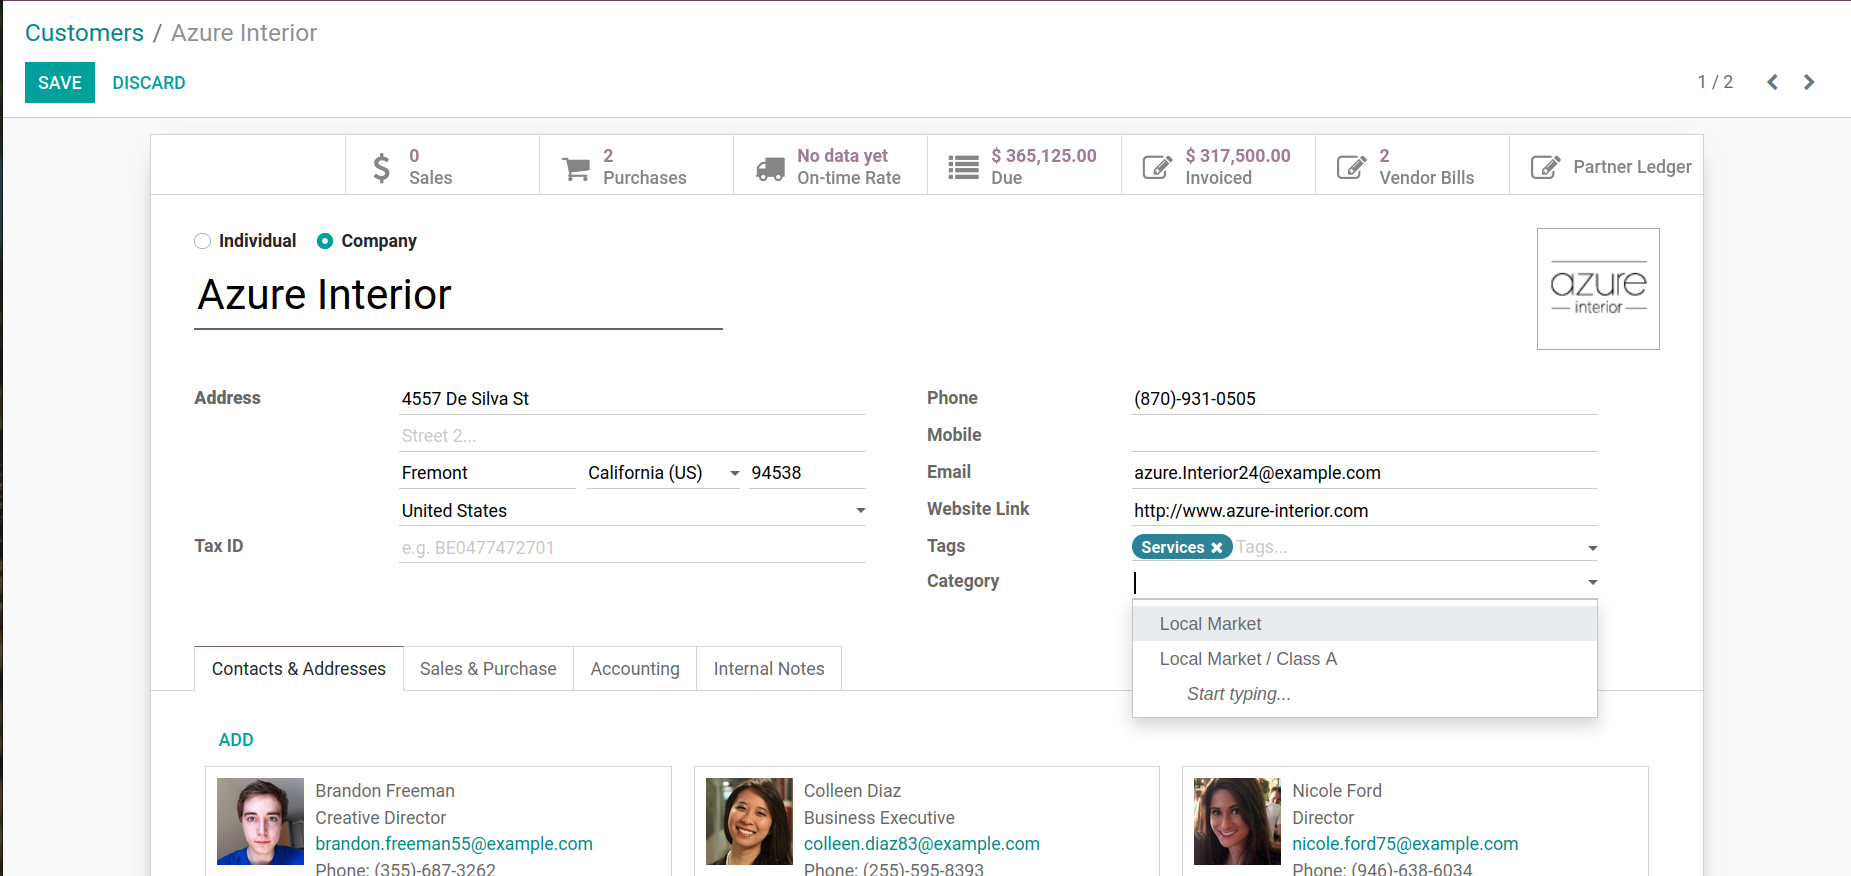 Customers / Azure Interior
SAVE DISCARD
1 / 2
0
Sales
2
Purchases
No data yet
On-time Rate
$ 365,125.00
Due
$ 317,500.00
Invoiced
2
Vendor Bills
Partner Ledger
Individual Company
azure
interior
Azure Interior
Address
4557 De Silva St
Street 2...
Fremont California (US) 94538
United States
Tax ID e.g. BE0477472701
Phone (870)-931-0505
Mobile
Email azure.Interior24@example.com
Website Link http://www.azure-interior.com
Tags Services Tags...
Category
Local Market
Local Market / Class A
Start typing...
Contacts & Addresses Sales & Purchase Accounting Internal Notes
ADD
Brandon Freeman
Creative Director
brandon.freeman55@example.com
Phone: (355)-687-3262
Colleen Diaz
Business Executive
colleen.diaz83@example.com
Phone: (255)-595-8393
Nicole Ford
Director
nicole.ford75@example.com
Phone: (946)-638-6034